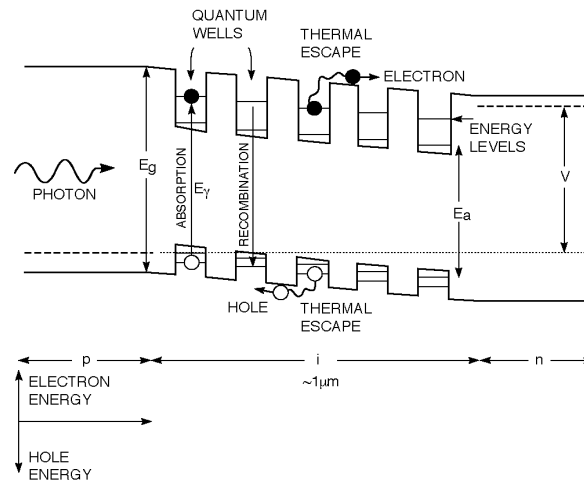 QUANTUM
WELLS
THERMAL
ESCAPE
ELECTRON
ENERGY
LEVELS
Eg
PHOTON
ABSORPTION
Eγ
RECOMBINATION
Ea
V
HOLE
THERMAL
ESCAPE
p
i
n
~1μm
ELECTRON
ENERGY
HOLE
ENERGY